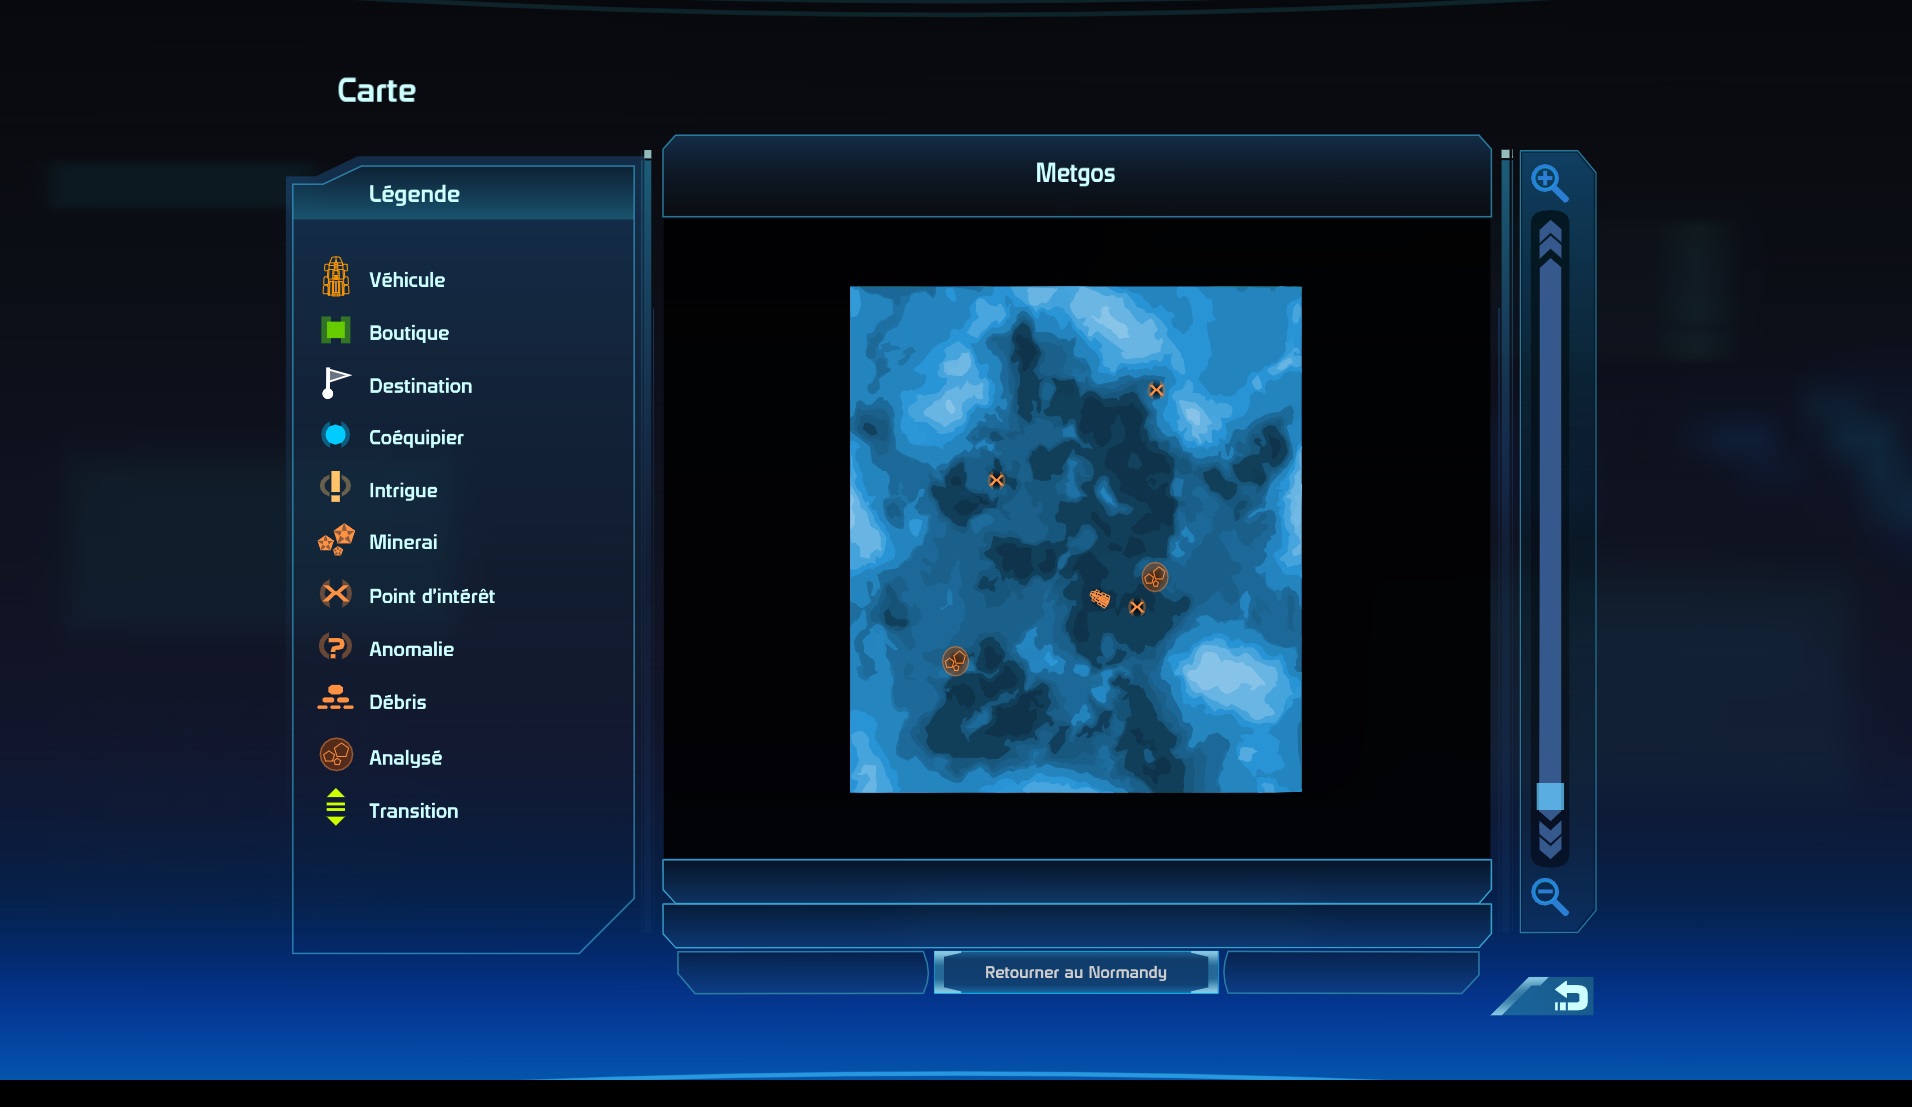 Carte
Légende
Véhicule
Boutique
Destination
Coéquipier
Intrigue
Minerai
Point d'intérêt
Anomalie
Débris
Analysé
Transition
Metgos
Retourner au Normandy